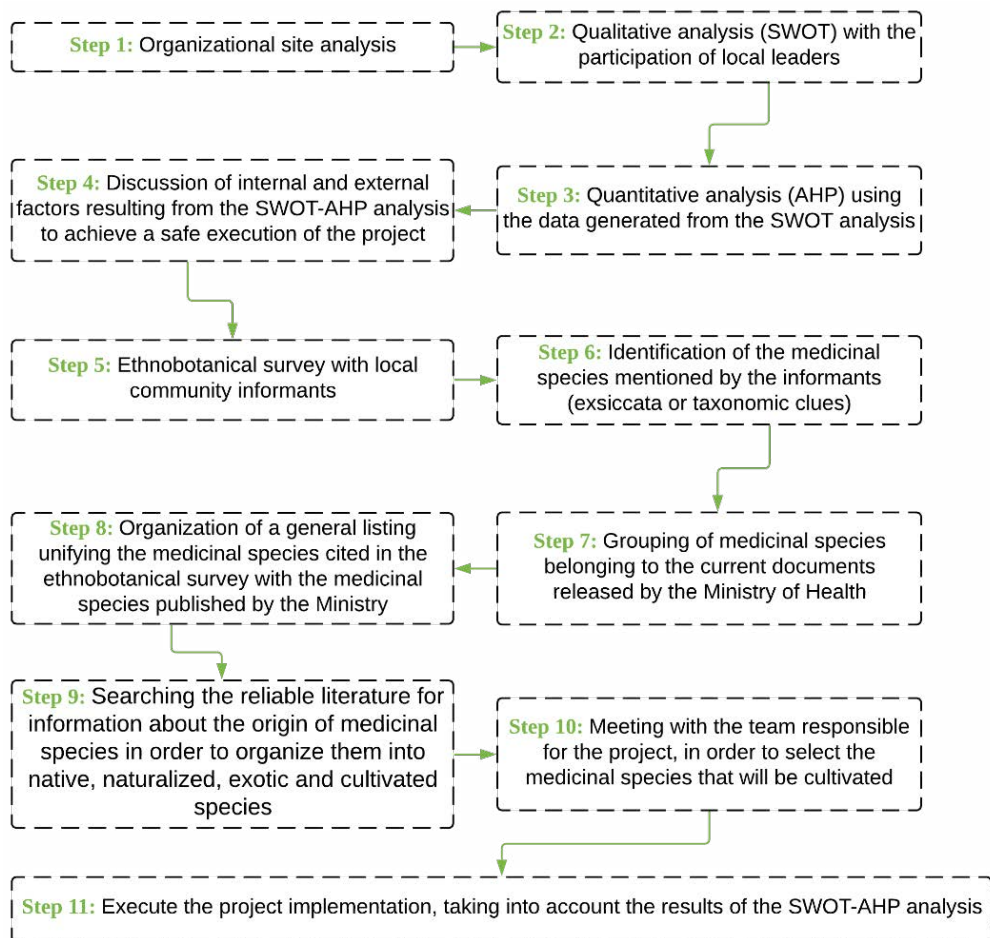 Step 1: Organizational site analysis
Step 2: Qualitative analysis (SWOT) with the
participation of local leaders
Step 3: Quantitative analysis (AHP) using
the data generated from the SWOT analysis
Step 4: Discussion of internal and external
factors resulting from the SWOT-AHP analysis
to achieve a safe execution of the project
Step 5: Ethnobotanical survey with local
community informants
Step 6: Identification of the medicinal
species mentioned by the informants
(exsiccata or taxonomic clues)
Step 7: Grouping of medicinal species
belonging to the current documents
released by the Ministry of Health
Step 8: Organization of a general listing
unifying the medicinal species cited in the
ethnobotanical survey with the medicinal
species published by the Ministry
Step 9: Searching the reliable literature for
information about the origin of medicinal
species in order to organize them into
native, naturalized, exotic and cultivated
species
Step 10: Meeting with the team responsible
for the project, in order to select the
medicinal species that will be cultivated
Step 11: Execute the project implementation, taking into account the results of the SWOT-AHP analysis